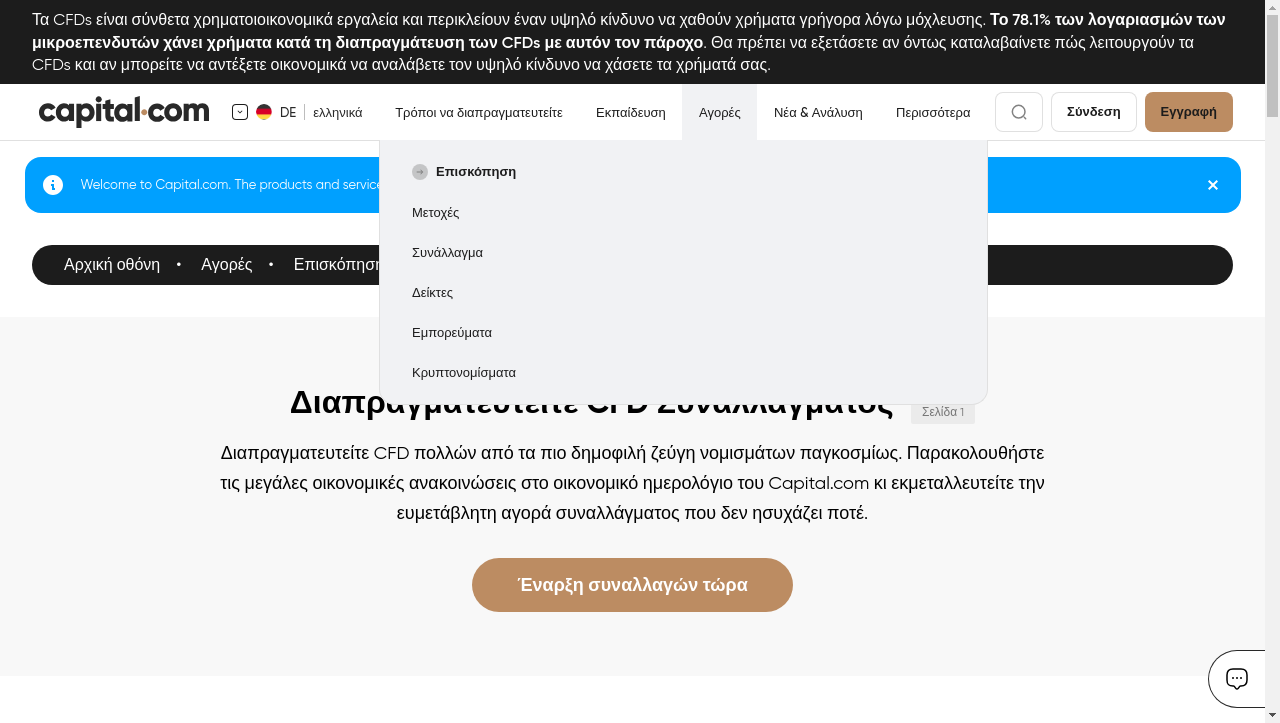 Τα CFDs είναι σύνθετα χρηματοιοικονομικά εργαλεία και περικλείουν έναν υψηλό κίνδυνο να χαθούν χρήματα γρήγορα λόγω μόχλευσης. Το 78.1% των λογαριασμών των
μικροεπενδυτών χάνει χρήματα κατά τη διαπραγμάτευση των CFDs με αυτόν τον πάροχο. Θα πρέπει να εξετάσετε αν όντως καταλαβαίνετε πώς λειτουργούν τα
CFDs και αν μπορείτε να αντέξετε οικονομικά να αναλάβετε τον υψηλό κίνδυνο να χάσετε τα χρήματά σας.
capital.com DE ελληνικά Τρόποι να διαπραγματευτείτε Εκπαίδευση Αγορές Νέα & Ανάλυση Περισσότερα Σύνδεση Εγγραφή
Επισκόπηση
Welcome to Capital.com. The products and service
Μετοχές
Συνάλλαγμα
Αρχική οθόνη • Αγορές • Επισκόπηση
Δείκτες
Εμπορεύματα
Κρυπτονομίσματα
Διαπραγματευτείτε CFD Συναλλάγματος Σελίδα 1
Διαπραγματευτείτε CFD πολλών από τα πιο δημοφιλή ζεύγη νομισμάτων παγκοσμίως. Παρακολουθήστε
τις μεγάλες οικονομικές ανακοινώσεις στο οικονομικό ημερολόγιο του Capital.com κι εκμεταλλευτείτε την
ευμετάβλητη αγορά συναλλάγματος που δεν ησυχάζει ποτέ.
Έναρξη συναλλαγών τώρα